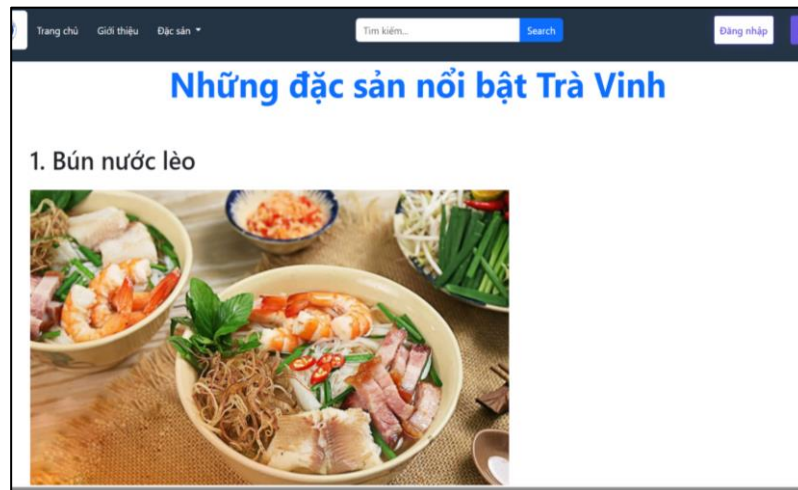 Trang chủ Giới thiệu Đặc sản Tìm kiếm... Search Đăng nhập
Những đặc sản nổi bật Trà Vinh
1. Bún nước lèo